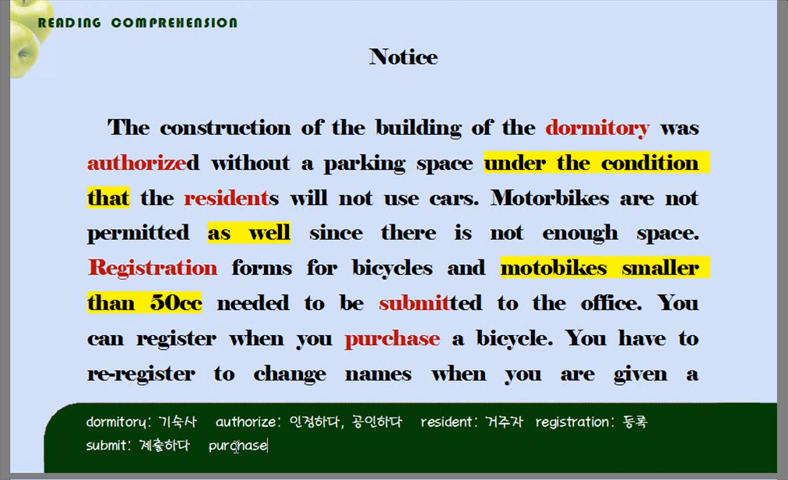 READING COMPREHENSION
Notice
The construction of the building of the dormitory was
authorized without a parking space under the condition
that the residents will not use cars. Motorbikes are not
permitted as well since there is not enough space.
Registration forms for bicycles and motobikes smaller
than 50cc needed to be submitted to the office. You
can register when you purchase a bicycle. You have to
re-register to change names when you are given a
dormitory: 기숙사 authorize: 인정하다, 공인하다 resident: 거주자 registration: 등록
submit: 제출하다 purchase